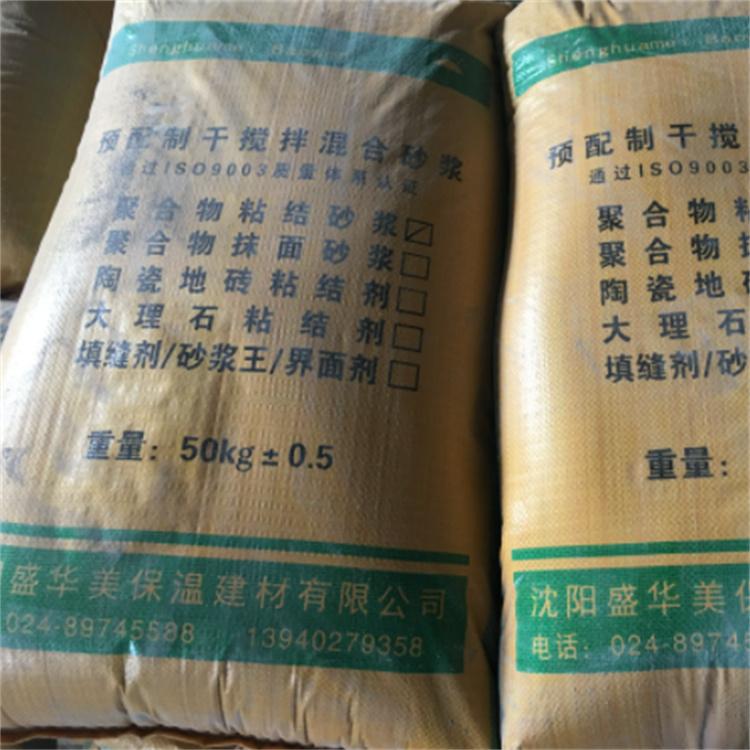 Shenghuamei
预配制干搅拌混合砂浆
通过ISO9003质量体系认证
聚合物粘结砂浆
聚合物抹面砂浆
陶瓷地砖粘结剂
大理石粘结剂
填缝剂/砂浆王/界面剂
重量：50kg±0.5
盛华美保温建材有限公司
024-89745588 13940279358
Shenghuamei
预配制干搅
通过ISO9003
聚合物粘
聚合物抹
陶瓷地
大理石
填缝剂/砂
重量：
沈阳盛华美保
电话：024-8974